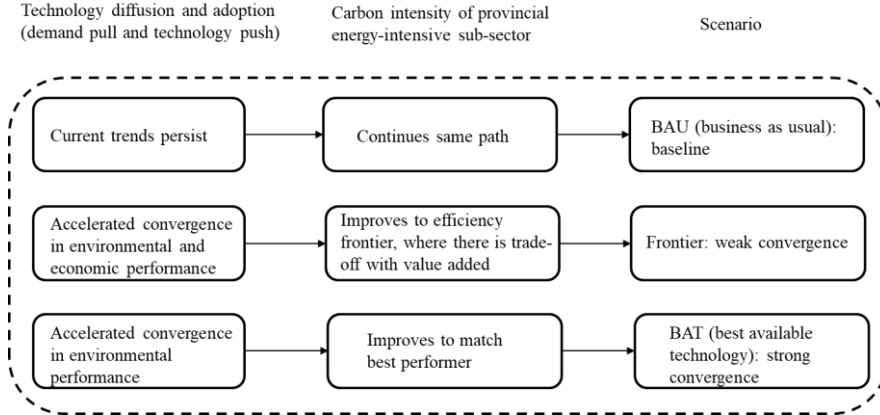 Technology diffusion and adoption
(demand pull and technology push)
Carbon intensity of provincial
energy-intensive sub-sector
Scenario
Current trends persist
Continues same path
BAU (business as usual):
baseline
Accelerated convergence
in environmental and
economic performance
Improves to efficiency
frontier, where there is trade-
off with value added
Frontier: weak convergence
Accelerated convergence
in environmental
performance
Improves to match
best performer
BAT (best available
technology): strong
convergence